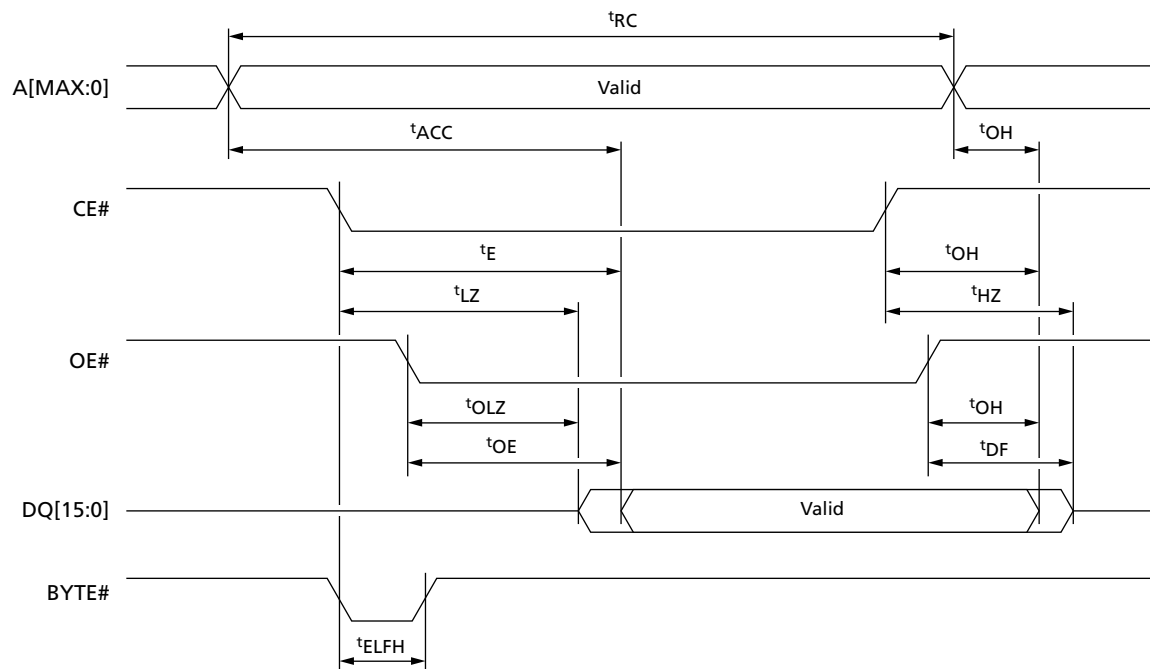 tRC
A[MAX:0]
Valid
tACC
tOH
CE#
tE
tOH
tLZ
tHZ
OE#
tOLZ
tOH
tOE
tDF
DQ[15:0]
Valid
BYTE#
tELFH